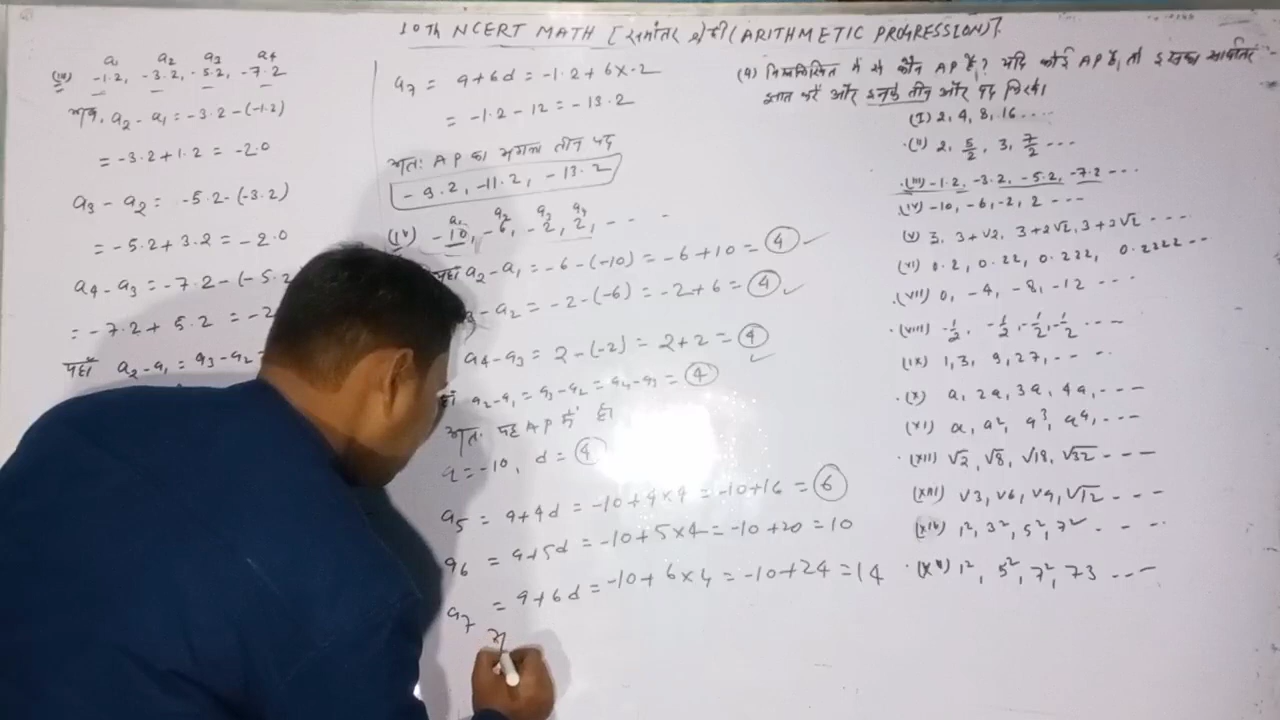 10th NCERT MATH [समांतर श्रेढ़ी (ARITHMETIC PROGRESSION)].
a a₂ a₃ a₄
(iii) -1.2, -3.2, -5.2, -7.2
a₂ - a₁ = -3.2 - (-1.2)
= -3.2 + 1.2 = -2.0
a₃ - a₂ = -5.2 - (-3.2)
= -5.2 + 3.2 = -2.0
a₄ - a₃ = -7.2 - (-5.2
= -7.2 + 5.2 = -2
यहाँ a₂ - a₁ = a₃ - a₂ =
a₇ = a + 6d = -1.2 + 6 x -2
= -1.2 - 12 = -13.2
अतः AP का अगला तीन पद
-9.2, -11.2, -13.2
a₁ a₂ a₃ a₄
(iv) -10, -6, -2, 2, - - -
a₂ - a₁ = -6 - (-10) = -6 + 10 = 4 ✓
3 - a₂ = -2 - (-6) = -2 + 6 = 4 ✓
a₄ - a₃ = 2 - (-2) = 2 + 2 = 4 ✓
हाँ a₂ - a₁ = a₃ - a₂ = a₄ - a₃ = 4
अतः यह AP में है।
a = -10, d = 4
a₅ = a + 4d = -10 + 4 x 4 = -10 + 16 = 6
a₆ = a + 5d = -10 + 5 x 4 = -10 + 20 = 10
a₇ = a + 6d = -10 + 6 x 4 = -10 + 24 = 14
(4) निम्नलिखित में से कौन AP है? यदि कोई AP है, तो इसका सार्वांतर
ज्ञात करें और इनके तीन और पद लिखें।
(I) 2, 4, 8, 16 ....
(II) 2, 5/2, 3, 7/2 ---
(III) -1.2, -3.2, -5.2, -7.2 ---
(IV) -10, -6, -2, 2 ---
(V) 3, 3+√2, 3+2√2, 3+3√2 ---
(VI) 0.2, 0.22, 0.222, 0.2222 ---
(VII) 0, -4, -8, -12 ---
(VIII) -1/2, -1/2, -1/2, -1/2 ---
(IX) 1, 3, 9, 27, ---
(X) a, 2a, 3a, 4a, ---
(XI) a, a², a³, a⁴, ---
(XII) √2, √8, √18, √32 ---
(XIII) √3, √6, √9, √12 ---
(XIV) 1², 3², 5², 7² ---
(XV) 1², 5², 7², 73 ---